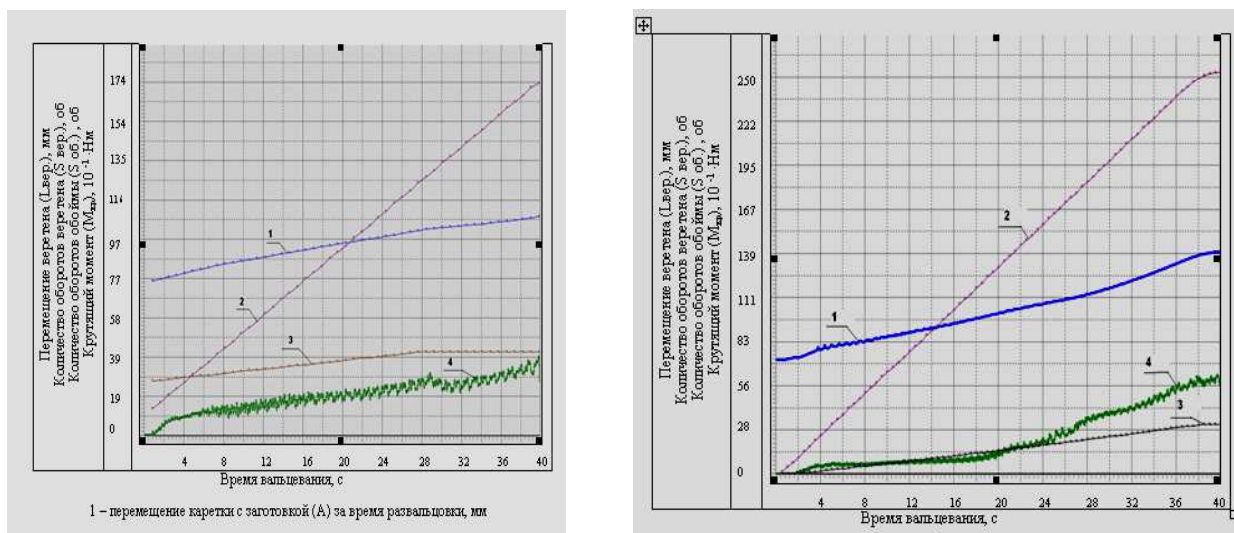 Перемещение веретена (Lвер.), мм
Количество оборотов веретена (S вер.), об
Количество оборотов обоймы (S об.) , об
Крутящий момент (Мкр), 10 -1 ·Нм
174
154
135
114
97
77
58
39
19
0
1
2
3
4
4 8 12 16 20 24 28 32 36 40
Время вальцевания, с
1 – перемещение каретки с заготовкой (А) за время развальцовки, мм
Перемещение веретена (Lвер.), мм
Количество оборотов веретена (S вер.), об
Количество оборотов обоймы (S об.) , об
Крутящий момент (Мкр), 10 -1 ·Нм
250
222
195
167
139
111
83
56
28
0
2
1
4
3
4 8 12 16 20 24 28 32 36 40
Время вальцевания, с